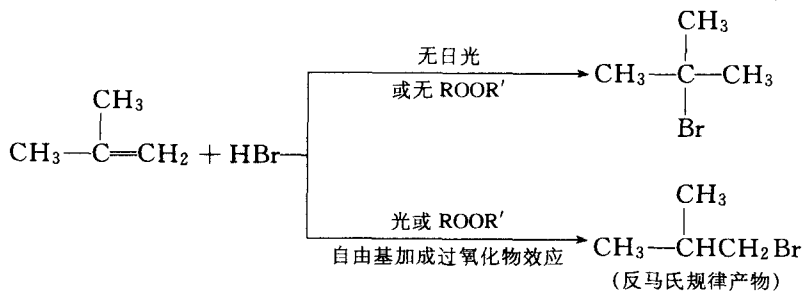 CH₃
CH₃—C=CH₂ + HBr
无日光
或无 ROOR′
CH₃
CH₃—C—CH₃
Br
光或 ROOR′
自由基加成过氧化物效应
CH₃
CH₃—CHCH₂Br
(反马氏规律产物)